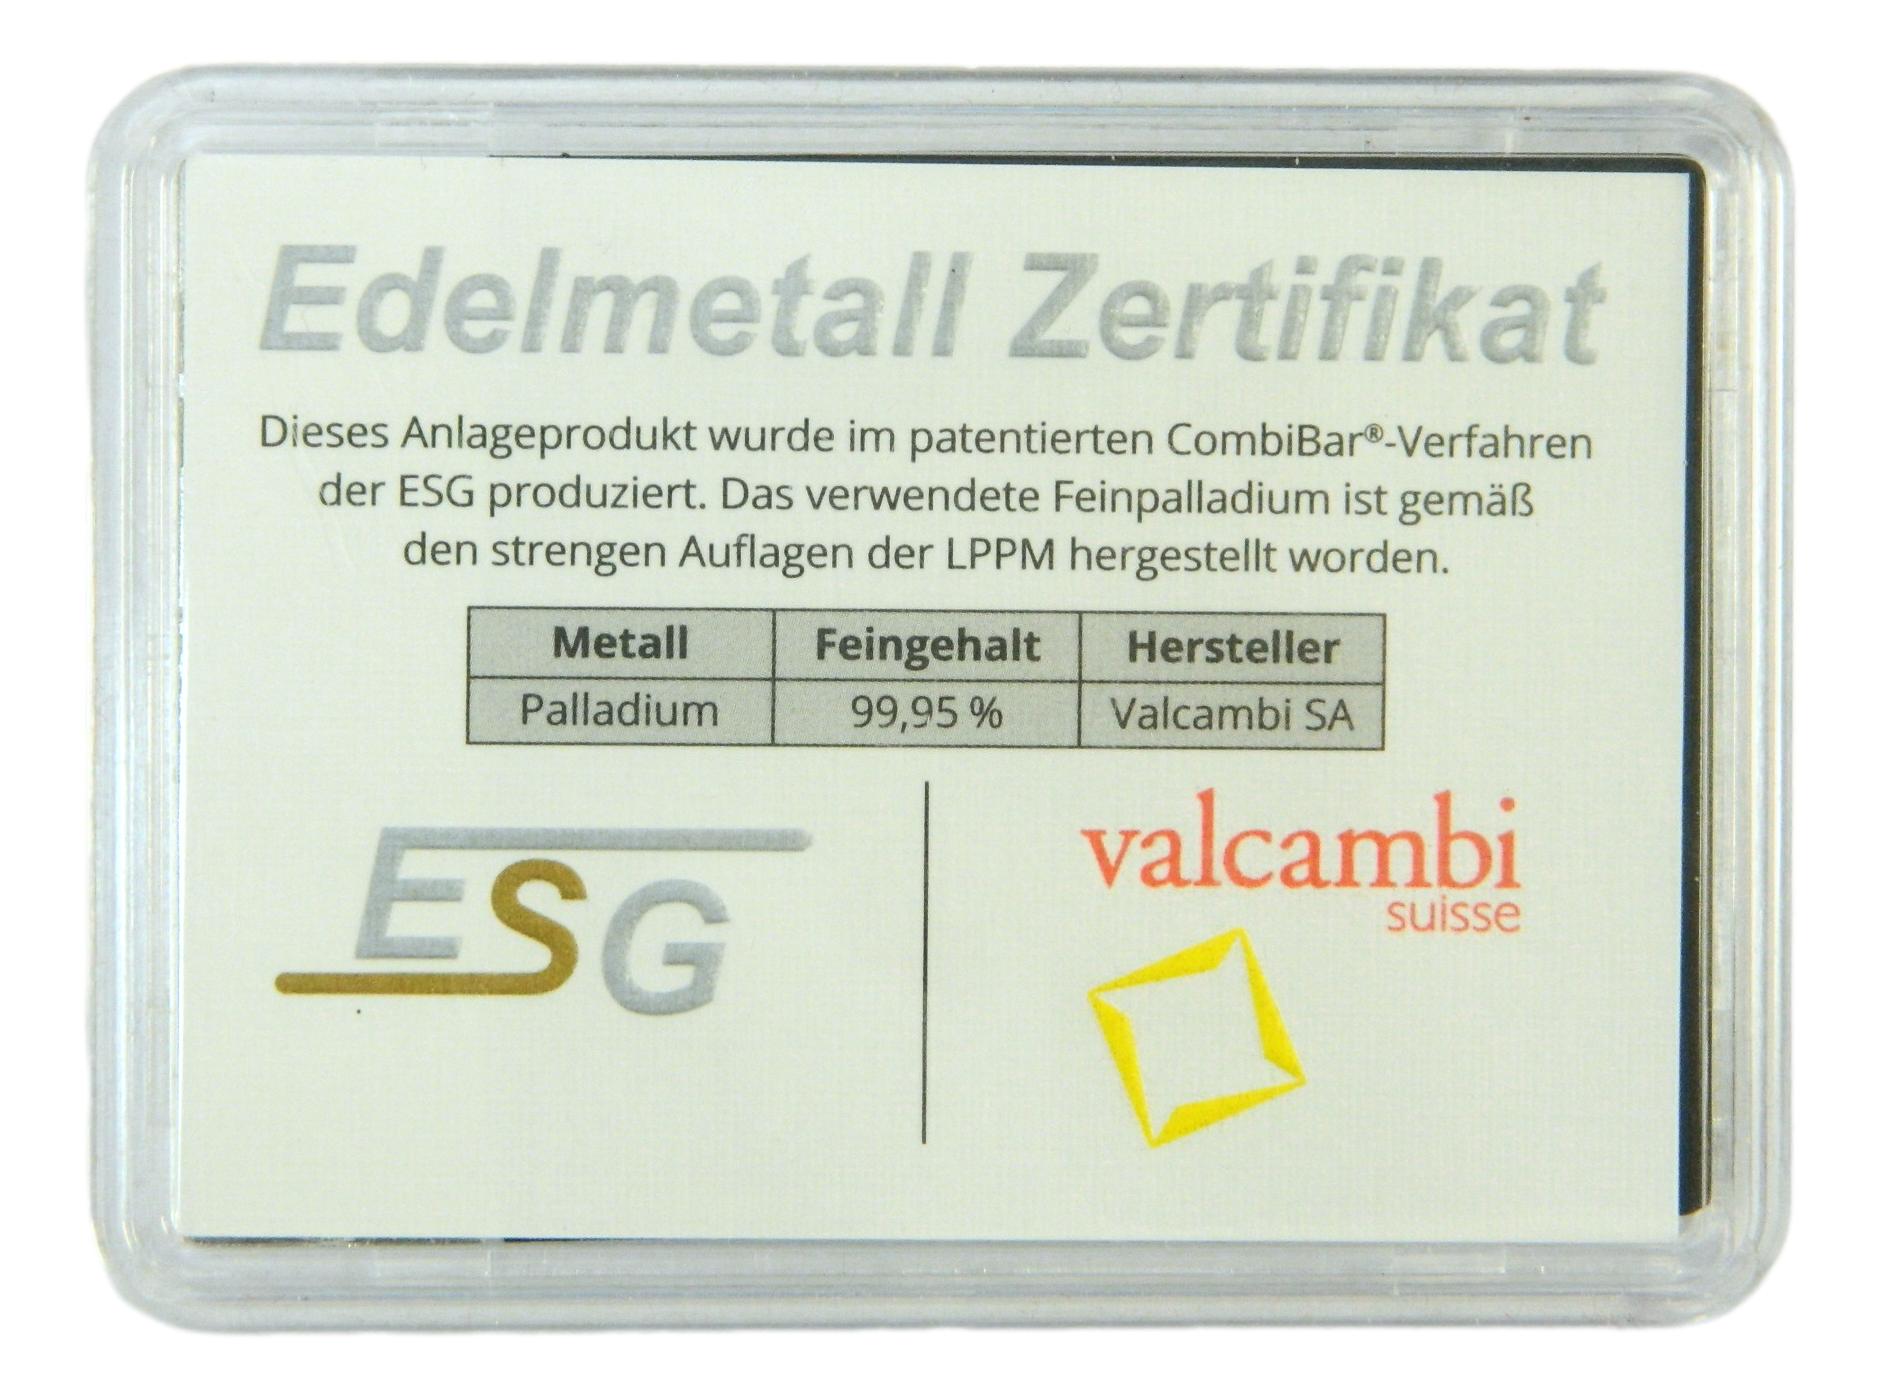 Edelmetall Zertifikat
Dieses Anlageprodukt wurde im patentierten CombiBar®-Verfahren
der ESG produziert. Das verwendete Feinpalladium ist gemäß
den strengen Auflagen der LPPM hergestellt worden.
Metall Feingehalt Hersteller
Palladium 99,95 % Valcambi SA
ESG
valcambi
suisse